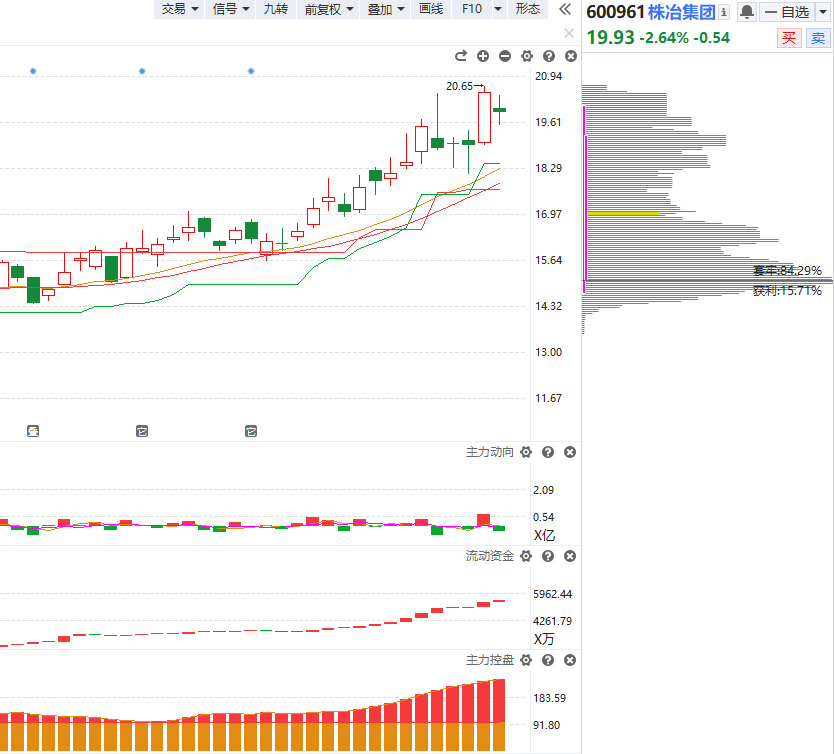 交易 信号 九转 前复权 叠加 画线 F10 形态
600961 株冶集团 自选
19.93 -2.64% -0.54 买 卖
20.94
20.65
19.61
18.29
16.97
15.64
套牢:84.29%
获利:15.71%
14.32
13.00
11.67
主力动向
2.09
0.54
X亿
流动资金
5962.44
4261.79
X万
主力控盘
183.59
91.80